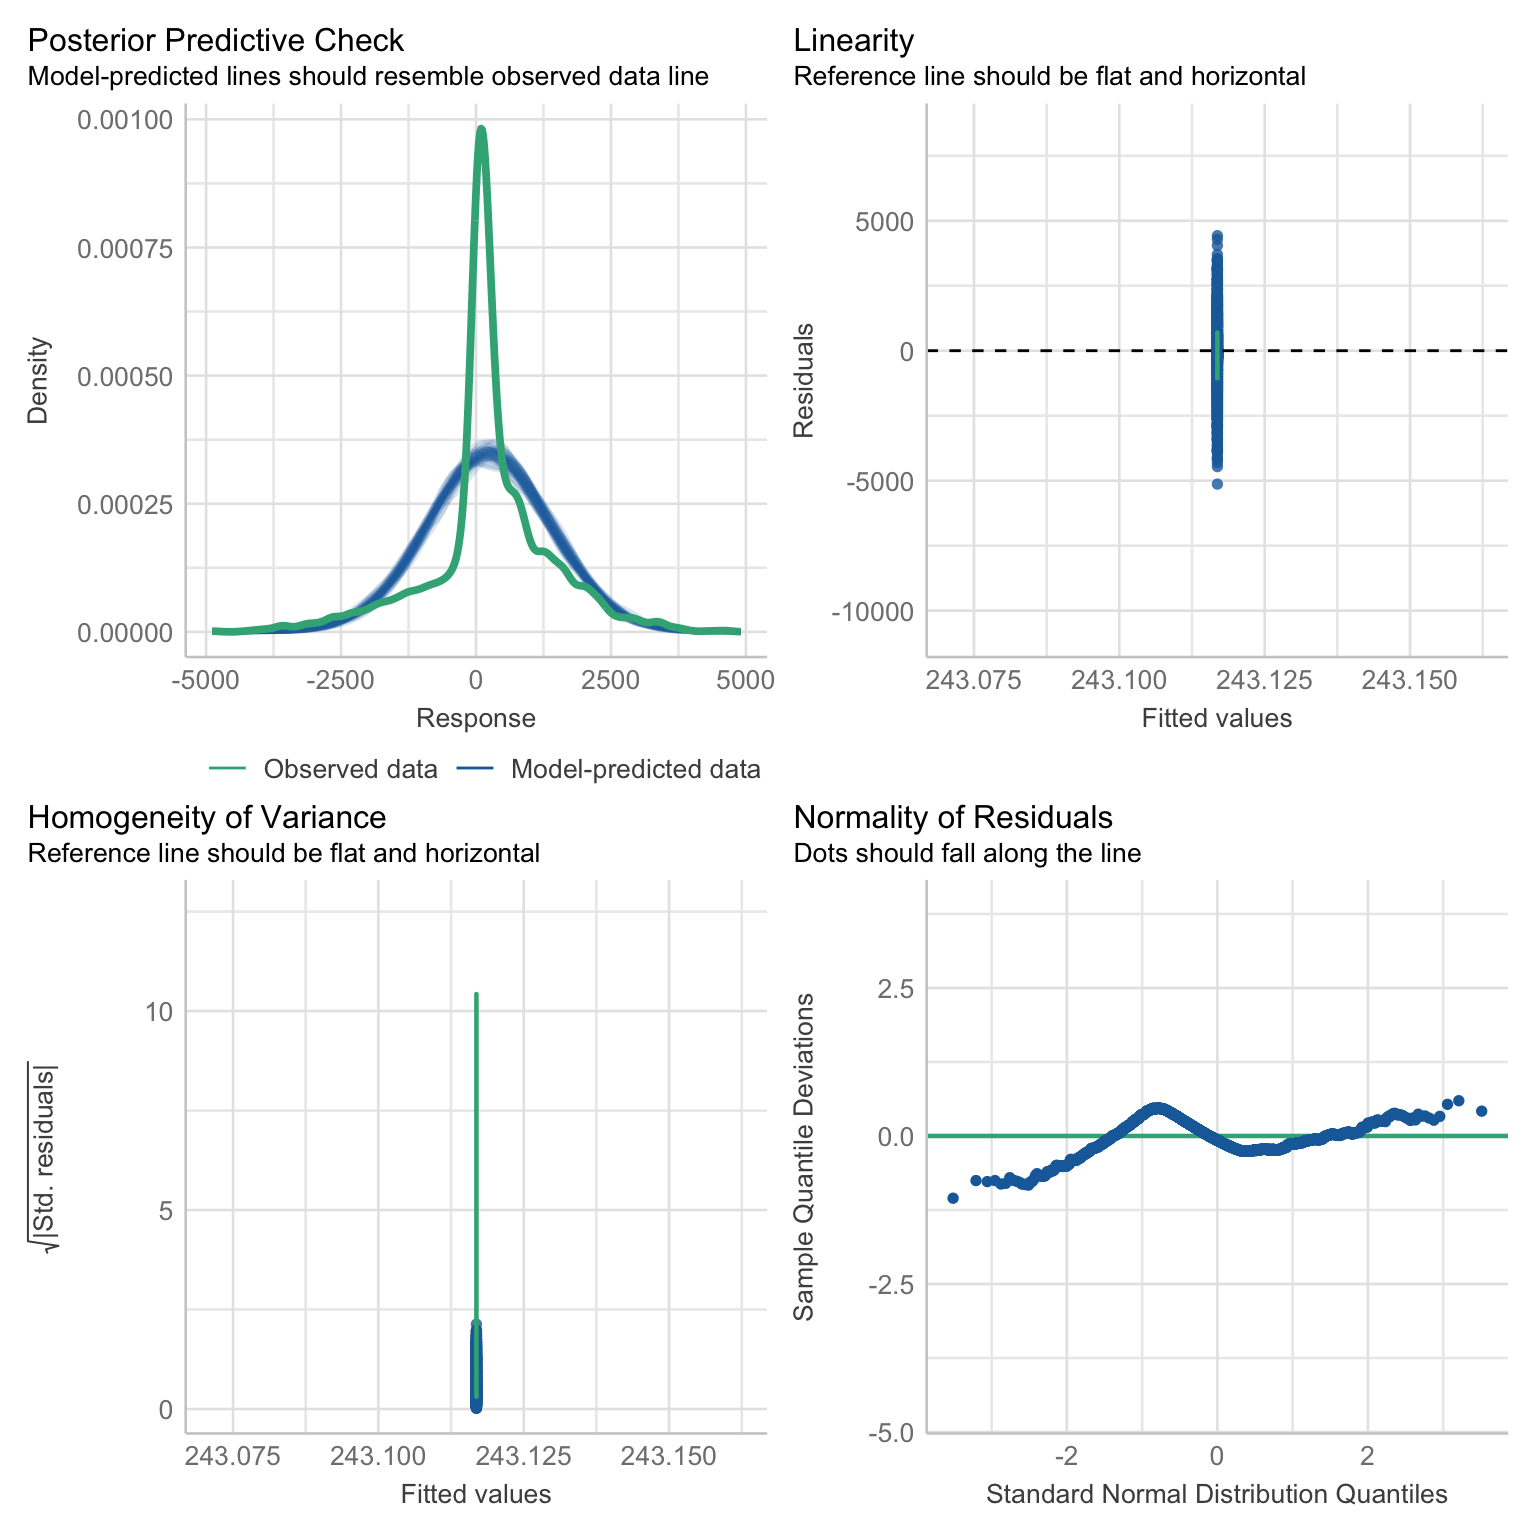 Posterior Predictive Check
Model-predicted lines should resemble observed data line
0.00100
0.00075
0.00050
0.00025
0.00000
Density
-5000
-2500
0
2500
5000
Response
Observed data
Model-predicted data
Linearity
Reference line should be flat and horizontal
5000
0
-5000
-10000
Residuals
243.075
243.100
243.125
243.150
Fitted values
Homogeneity of Variance
Reference line should be flat and horizontal
10
5
0
√|Std. residuals|
243.075
243.100
243.125
243.150
Fitted values
Normality of Residuals
Dots should fall along the line
2.5
0.0
-2.5
-5.0
Sample Quantile Deviations
-2
0
2
Standard Normal Distribution Quantiles